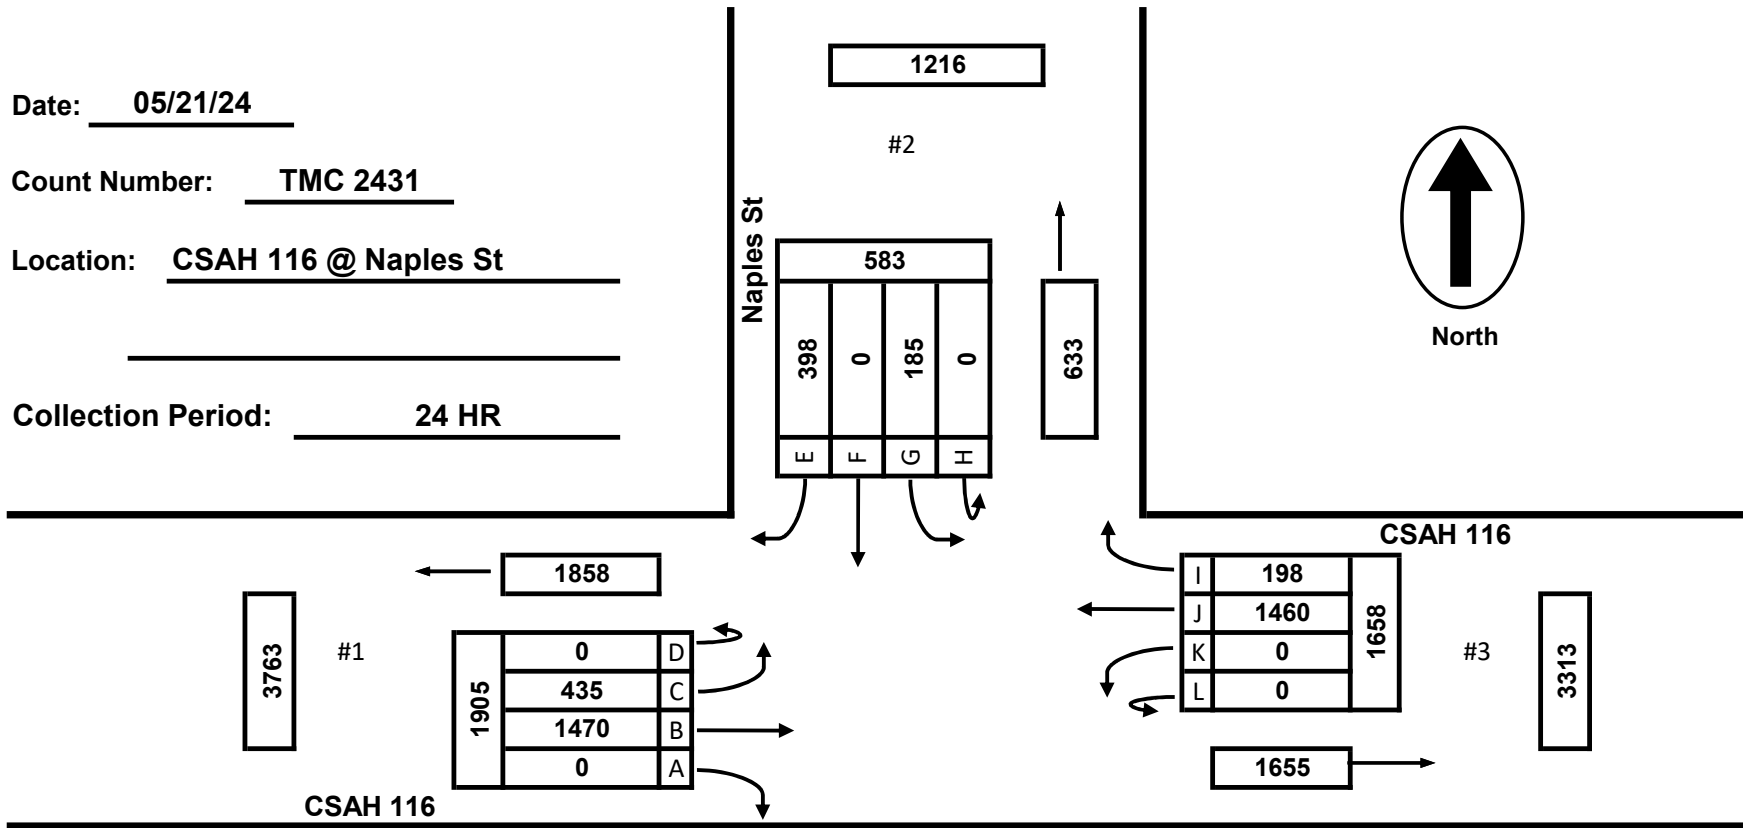 Date: 05/21/24
Count Number: TMC 2431
Location: CSAH 116 @ Naples St
Collection Period: 24 HR
1216
#2
Naples St
583
398 0 185 0
E F G H
633
North
CSAH 116
1858
3763
#1
1905
0 D
435 C
1470 B
0 A
CSAH 116
I 198
J 1460
K 0
L 0
1658
#3
3313
1655